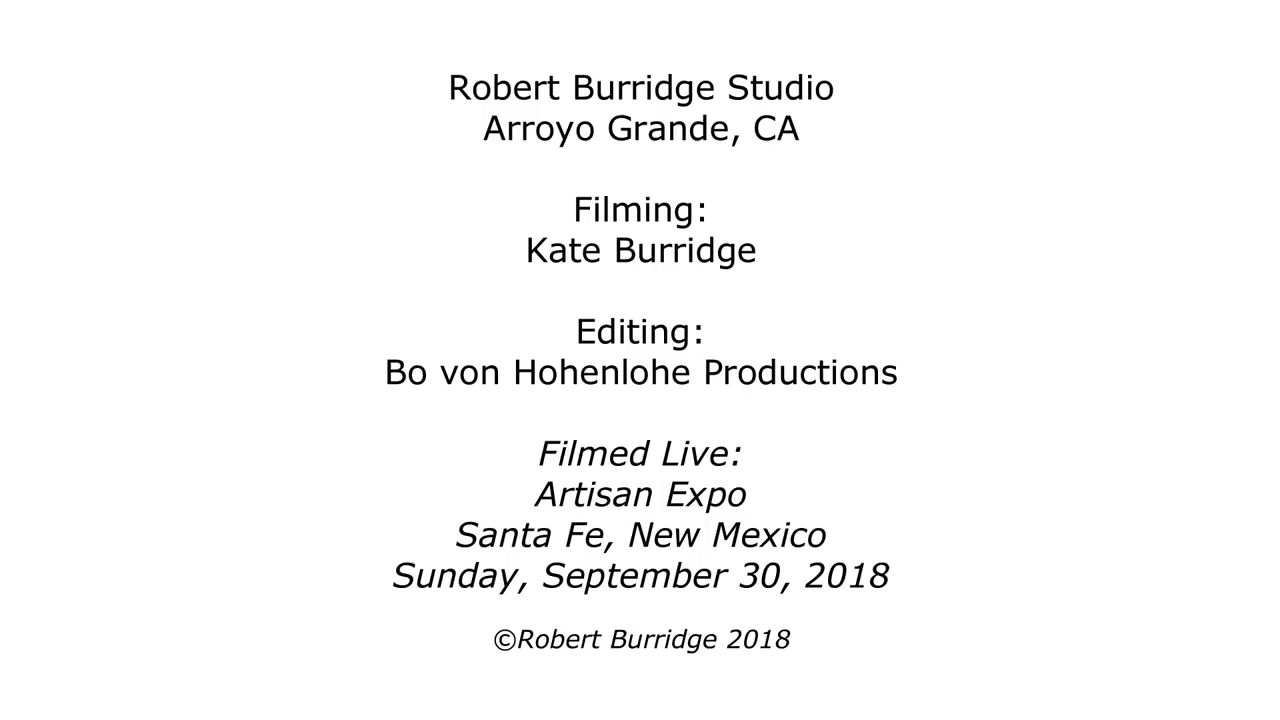 Robert Burridge Studio
Arroyo Grande, CA
Filming:
Kate Burridge
Editing:
Bo von Hohenlohe Productions
Filmed Live:
Artisan Expo
Santa Fe, New Mexico
Sunday, September 30, 2018
©Robert Burridge 2018